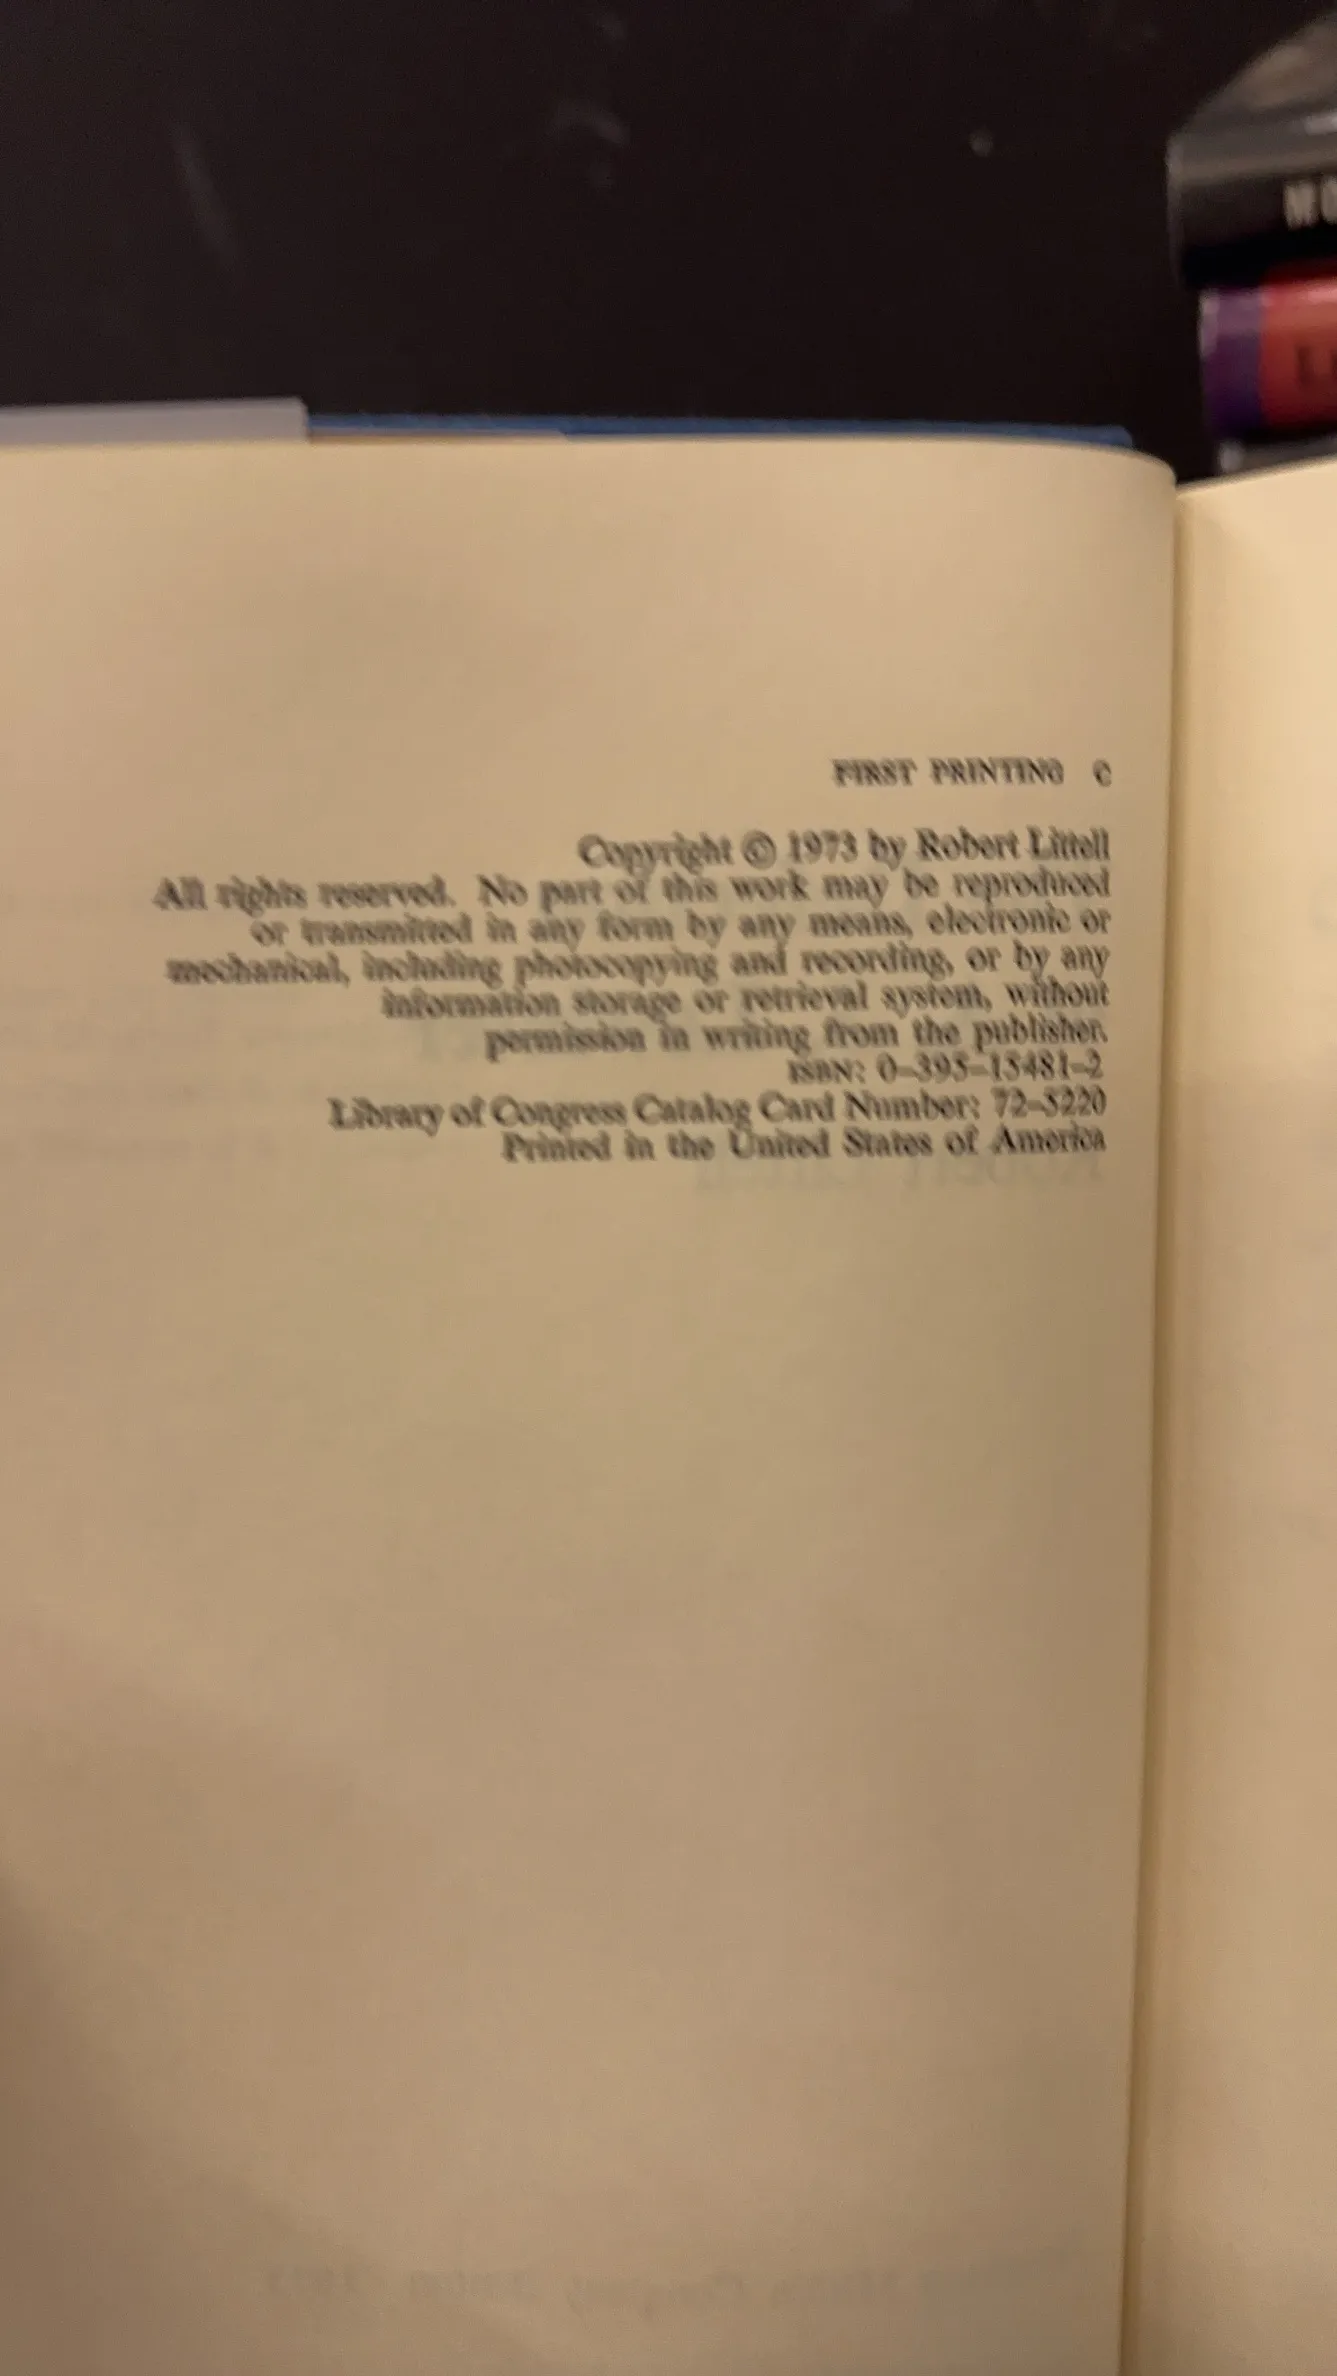 FIRST PRINTING C
Copyright © 1973 by Robert Littell
All rights reserved. No part of this work may be reproduced
or transmitted in any form by any means, electronic or
mechanical, including photocopying and recording, or by any
information storage or retrieval system, without
permission in writing from the publisher.
ISBN: 0–395–15481–2
Library of Congress Catalog Card Number: 72–5220
Printed in the United States of America